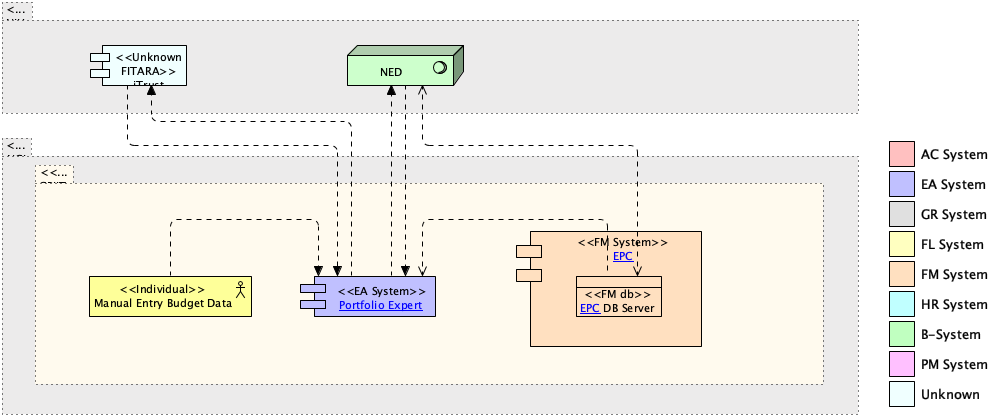 <...
<<Unknown
FITARA>>
iTrust
NED
<...
<<...
<<FM System>>
EPC
<<Individual>>
Manual Entry Budget Data
<<EA System>>
Portfolio Expert
<<FM db>>
EPC DB Server
AC System
EA System
GR System
FL System
FM System
HR System
B-System
PM System
Unknown